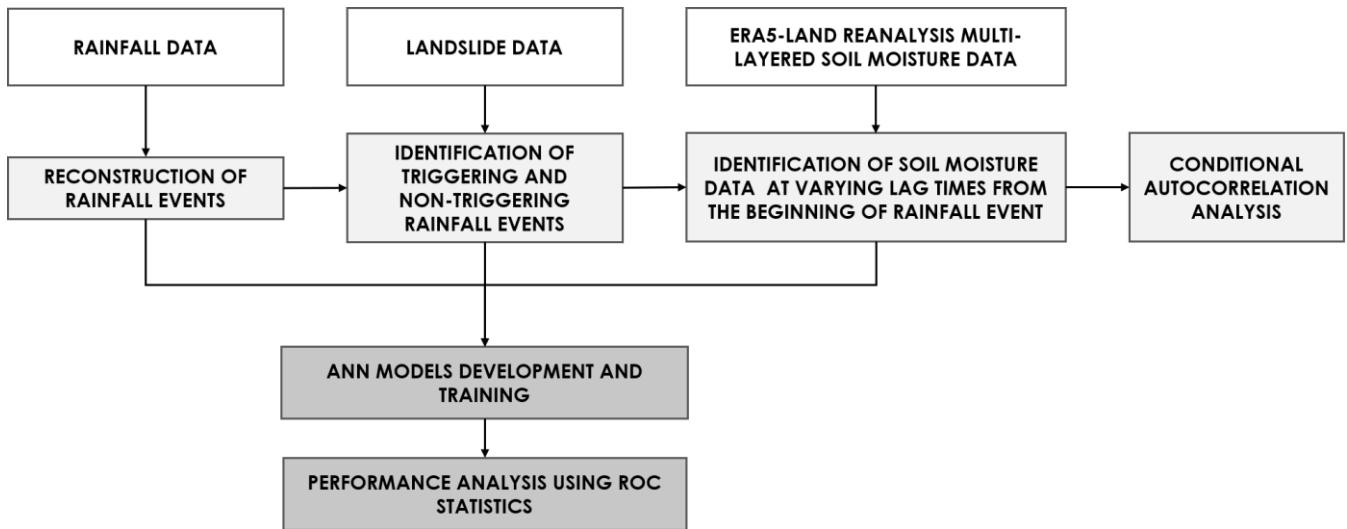 RAINFALL DATA
LANDSLIDE DATA
ERA5-LAND REANALYSIS MULTI-
LAYERED SOIL MOISTURE DATA
RECONSTRUCTION OF
RAINFALL EVENTS
IDENTIFICATION OF
TRIGGERING AND
NON-TRIGGERING
RAINFALL EVENTS
IDENTIFICATION OF SOIL MOISTURE
DATA AT VARYING LAG TIMES FROM
THE BEGINNING OF RAINFALL EVENT
CONDITIONAL
AUTOCORRELATION
ANALYSIS
ANN MODELS DEVELOPMENT AND
TRAINING
PERFORMANCE ANALYSIS USING ROC
STATISTICS